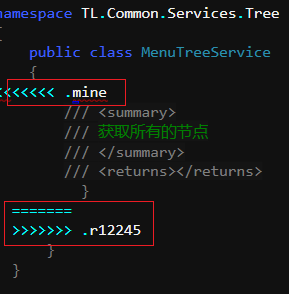 namespace TL.Common.Services.Tree
{
public class MenuTreeService
{
<<<<<<< .mine
/// <summary>
/// 获取所有的节点
/// </summary>
/// <returns></returns>
}
=======
>>>>>>> .r12245
}
}